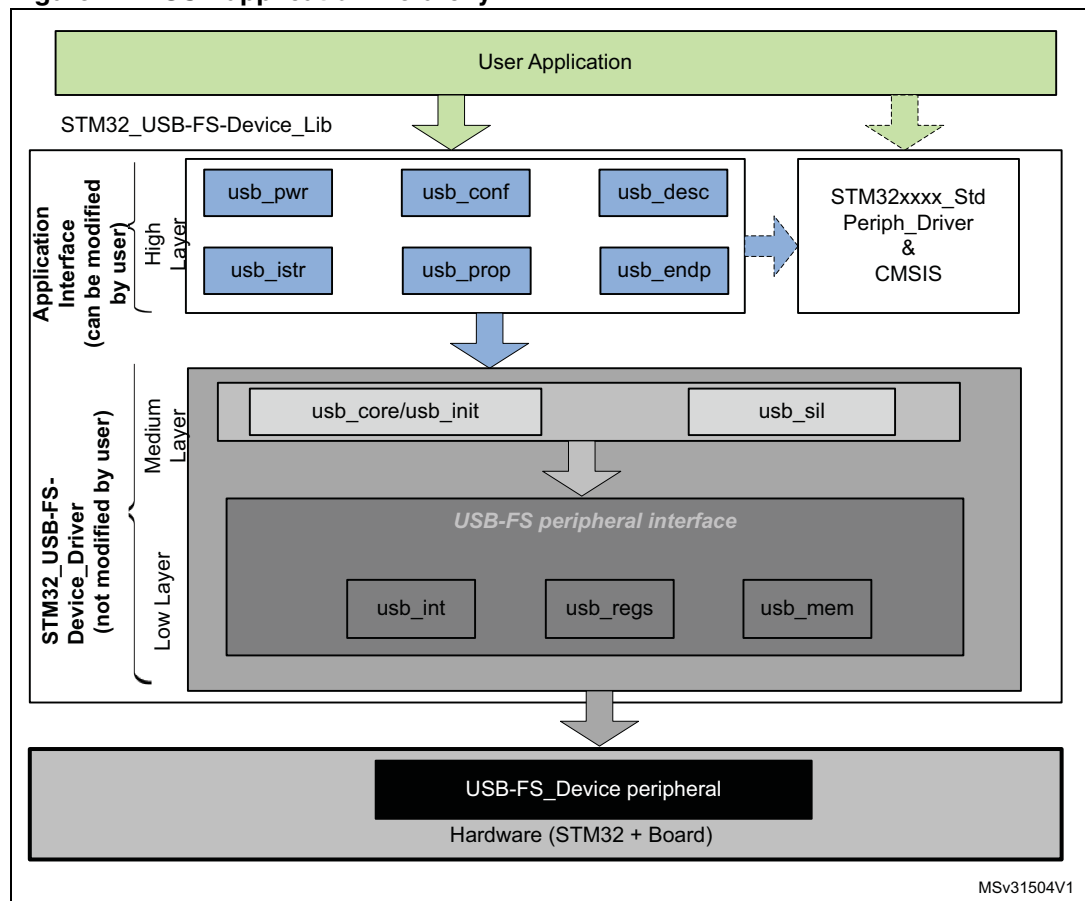 User Application
STM32_USB-FS-Device_Lib
Application
Interface
(can be modified
by user)
High
Layer
usb_pwr
usb_conf
usb_desc
usb_istr
usb_prop
usb_endp
STM32xxxx_Std
Periph_Driver
&
CMSIS
STM32_USB-FS-
Device_Driver
(not modified by user)
Medium
Layer
usb_core/usb_init
usb_sil
Low Layer
USB-FS peripheral interface
usb_int
usb_regs
usb_mem
USB-FS_Device peripheral
Hardware (STM32 + Board)
MSv31504V1